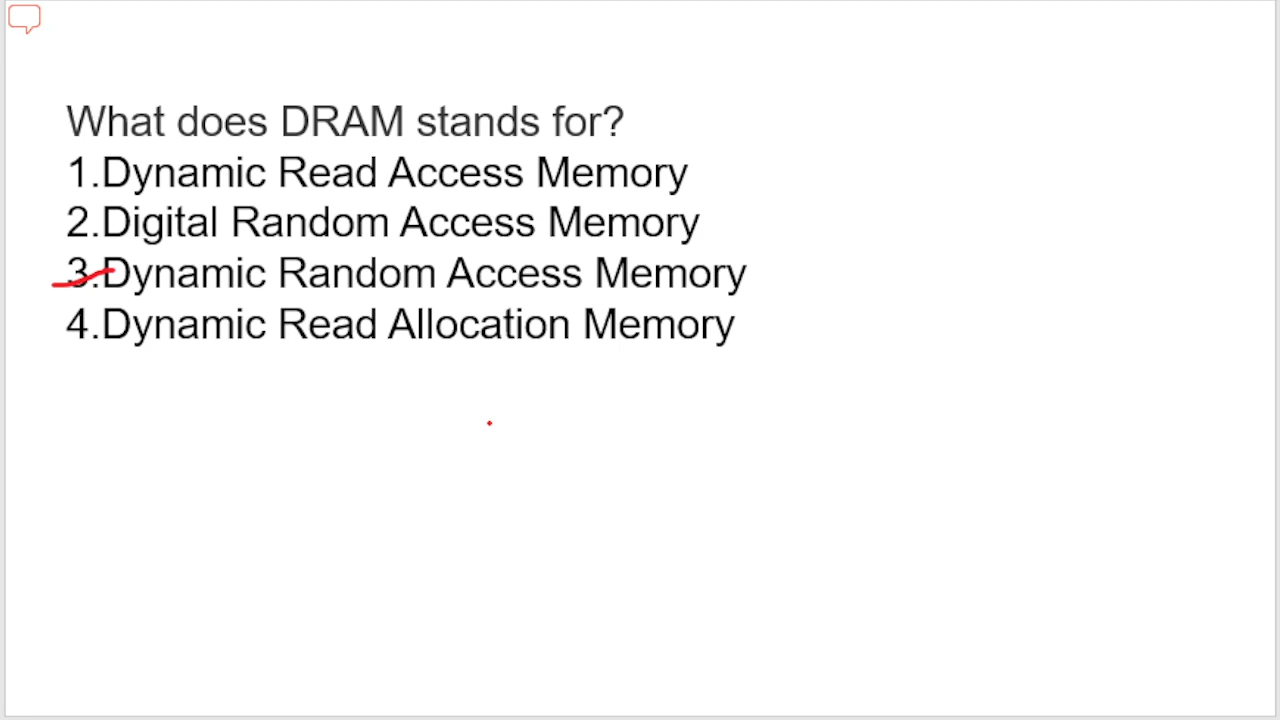 What does DRAM stands for?
1.Dynamic Read Access Memory
2.Digital Random Access Memory
3.Dynamic Random Access Memory
4.Dynamic Read Allocation Memory